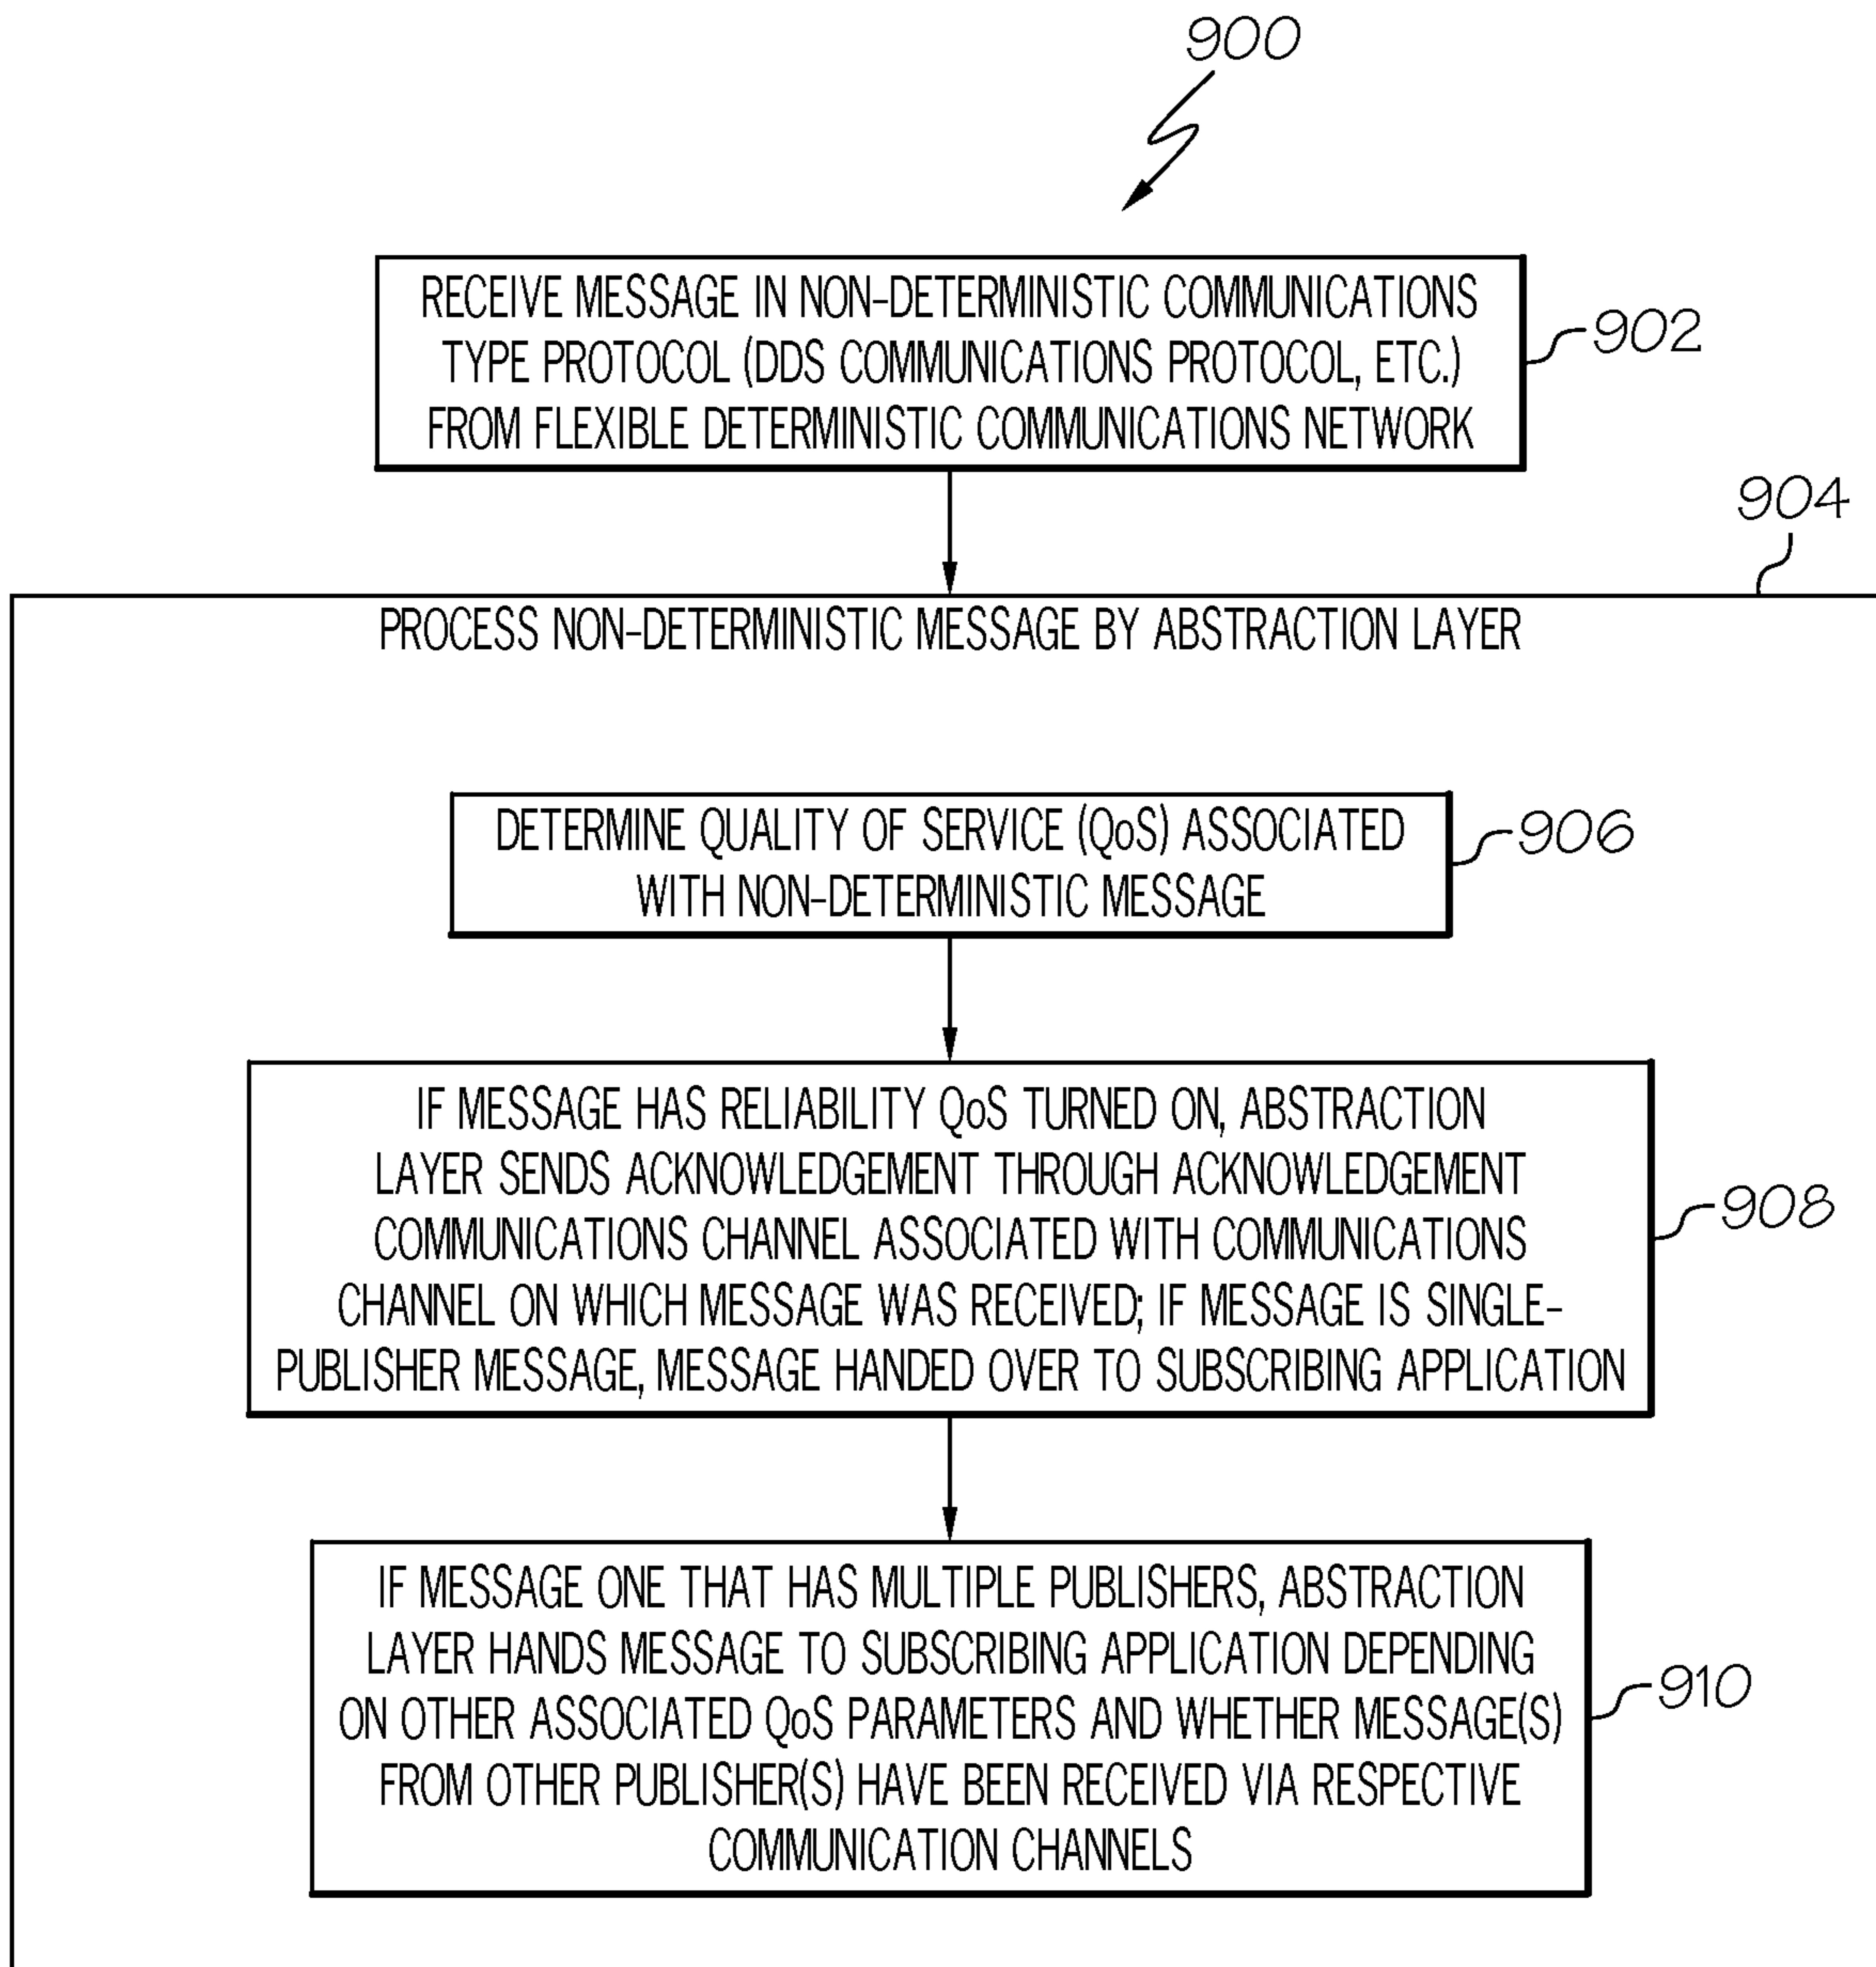 900
RECEIVE MESSAGE IN NON-DETERMINISTIC COMMUNICATIONS
TYPE PROTOCOL (DDS COMMUNICATIONS PROTOCOL, ETC.)
FROM FLEXIBLE DETERMINISTIC COMMUNICATIONS NETWORK
902
904
PROCESS NON-DETERMINISTIC MESSAGE BY ABSTRACTION LAYER
DETERMINE QUALITY OF SERVICE (QoS) ASSOCIATED
WITH NON-DETERMINISTIC MESSAGE
906
IF MESSAGE HAS RELIABILITY QoS TURNED ON, ABSTRACTION
LAYER SENDS ACKNOWLEDGEMENT THROUGH ACKNOWLEDGEMENT
COMMUNICATIONS CHANNEL ASSOCIATED WITH COMMUNICATIONS
CHANNEL ON WHICH MESSAGE WAS RECEIVED; IF MESSAGE IS SINGLE-
PUBLISHER MESSAGE, MESSAGE HANDED OVER TO SUBSCRIBING APPLICATION
908
IF MESSAGE ONE THAT HAS MULTIPLE PUBLISHERS, ABSTRACTION
LAYER HANDS MESSAGE TO SUBSCRIBING APPLICATION DEPENDING
ON OTHER ASSOCIATED QoS PARAMETERS AND WHETHER MESSAGE(S)
FROM OTHER PUBLISHER(S) HAVE BEEN RECEIVED VIA RESPECTIVE
COMMUNICATION CHANNELS
910